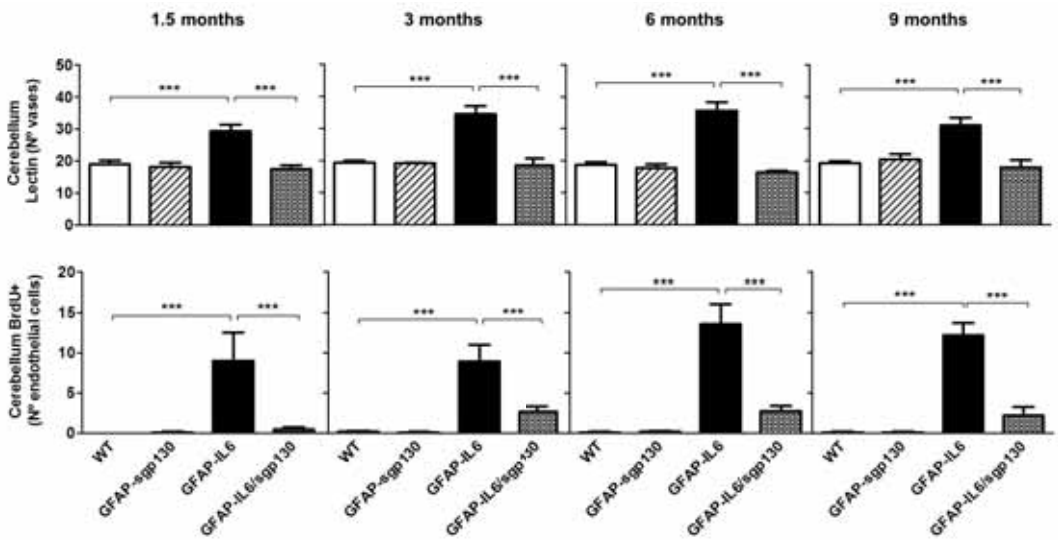 1.5 months
3 months
6 months
9 months
Cerebellum
Lectin (Nº vases)
50
40
30
20
10
0
***
***
***
***
***
***
***
***
Cerebellum BrdU+
(Nº endothelial cells)
20
15
10
5
0
***
***
***
***
***
***
***
***
WT
GFAP-sgp130
GFAP-IL6
GFAP-IL6/sgp130
WT
GFAP-sgp130
GFAP-IL6
GFAP-IL6/sgp130
WT
GFAP-sgp130
GFAP-IL6
GFAP-IL6/sgp130
WT
GFAP-sgp130
GFAP-IL6
GFAP-IL6/sgp130